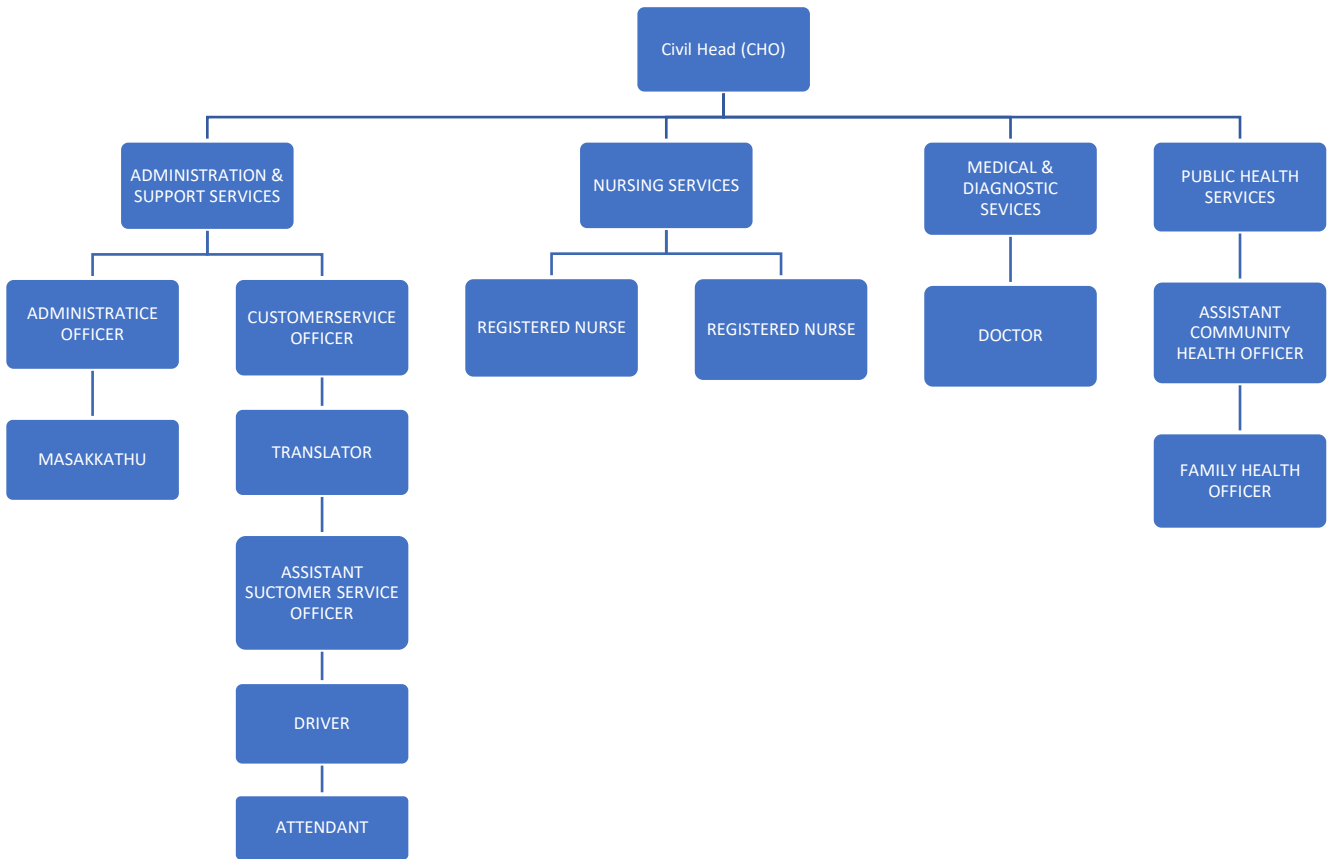 Civil Head (CHO)
ADMINISTRATION &
SUPPORT SERVICES
NURSING SERVICES
MEDICAL &
DIAGNOSTIC
SEVICES
PUBLIC HEALTH
SERVICES
ADMINISTRATICE
OFFICER
CUSTOMERSERVICE
OFFICER
REGISTERED NURSE
REGISTERED NURSE
DOCTOR
ASSISTANT
COMMUNITY
HEALTH OFFICER
MASAKKATHU
TRANSLATOR
FAMILY HEALTH
OFFICER
ASSISTANT
SUCTOMER SERVICE
OFFICER
DRIVER
ATTENDANT